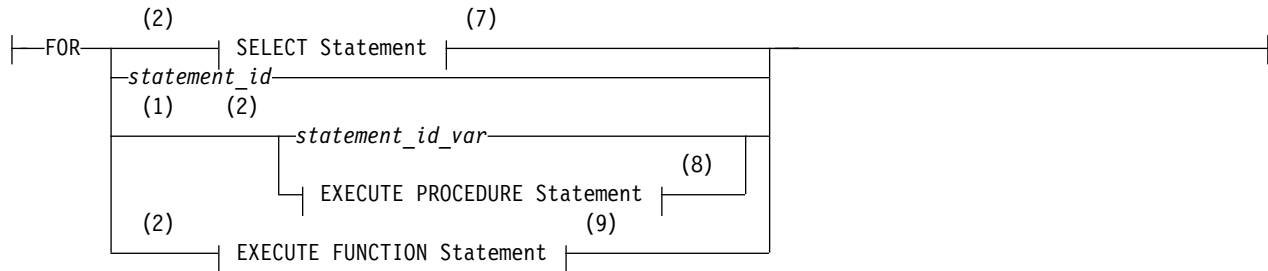 (2) (7)
FOR SELECT Statement
statement_id
(1) (2)
statement_id_var
(8)
EXECUTE PROCEDURE Statement
(2) (9)
EXECUTE FUNCTION Statement